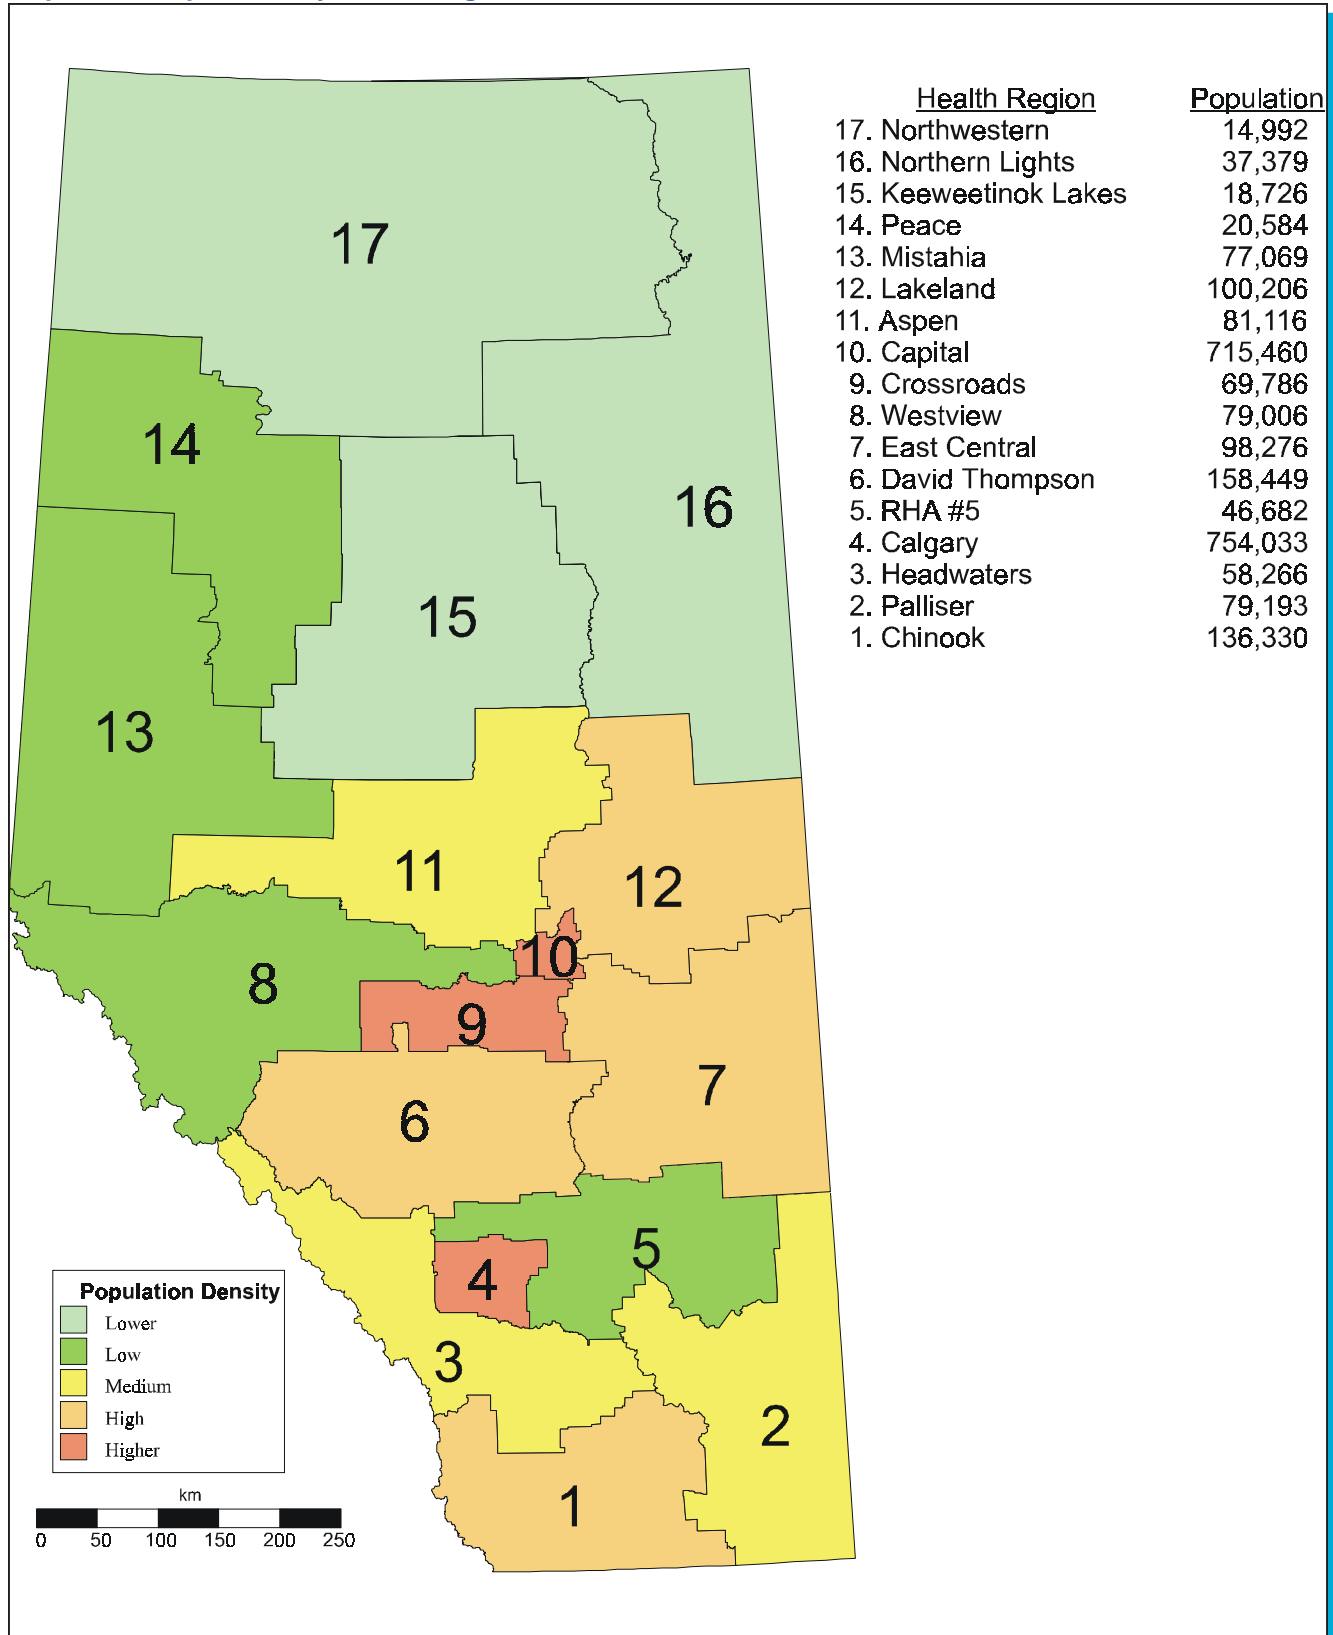 Health Region Population
17. Northwestern 14,992
16. Northern Lights 37,379
15. Keeweetinok Lakes 18,726
14. Peace 20,584
13. Mistahia 77,069
12. Lakeland 100,206
11. Aspen 81,116
10. Capital 715,460
9. Crossroads 69,786
8. Westview 79,006
7. East Central 98,276
6. David Thompson 158,449
5. RHA #5 46,682
4. Calgary 754,033
3. Headwaters 58,266
2. Palliser 79,193
1. Chinook 136,330
17
14
16
15
13
11
12
10
8
9
7
6
5
4
3
2
1
Population Density
Lower
Low
Medium
High
Higher
km
0 50 100 150 200 250